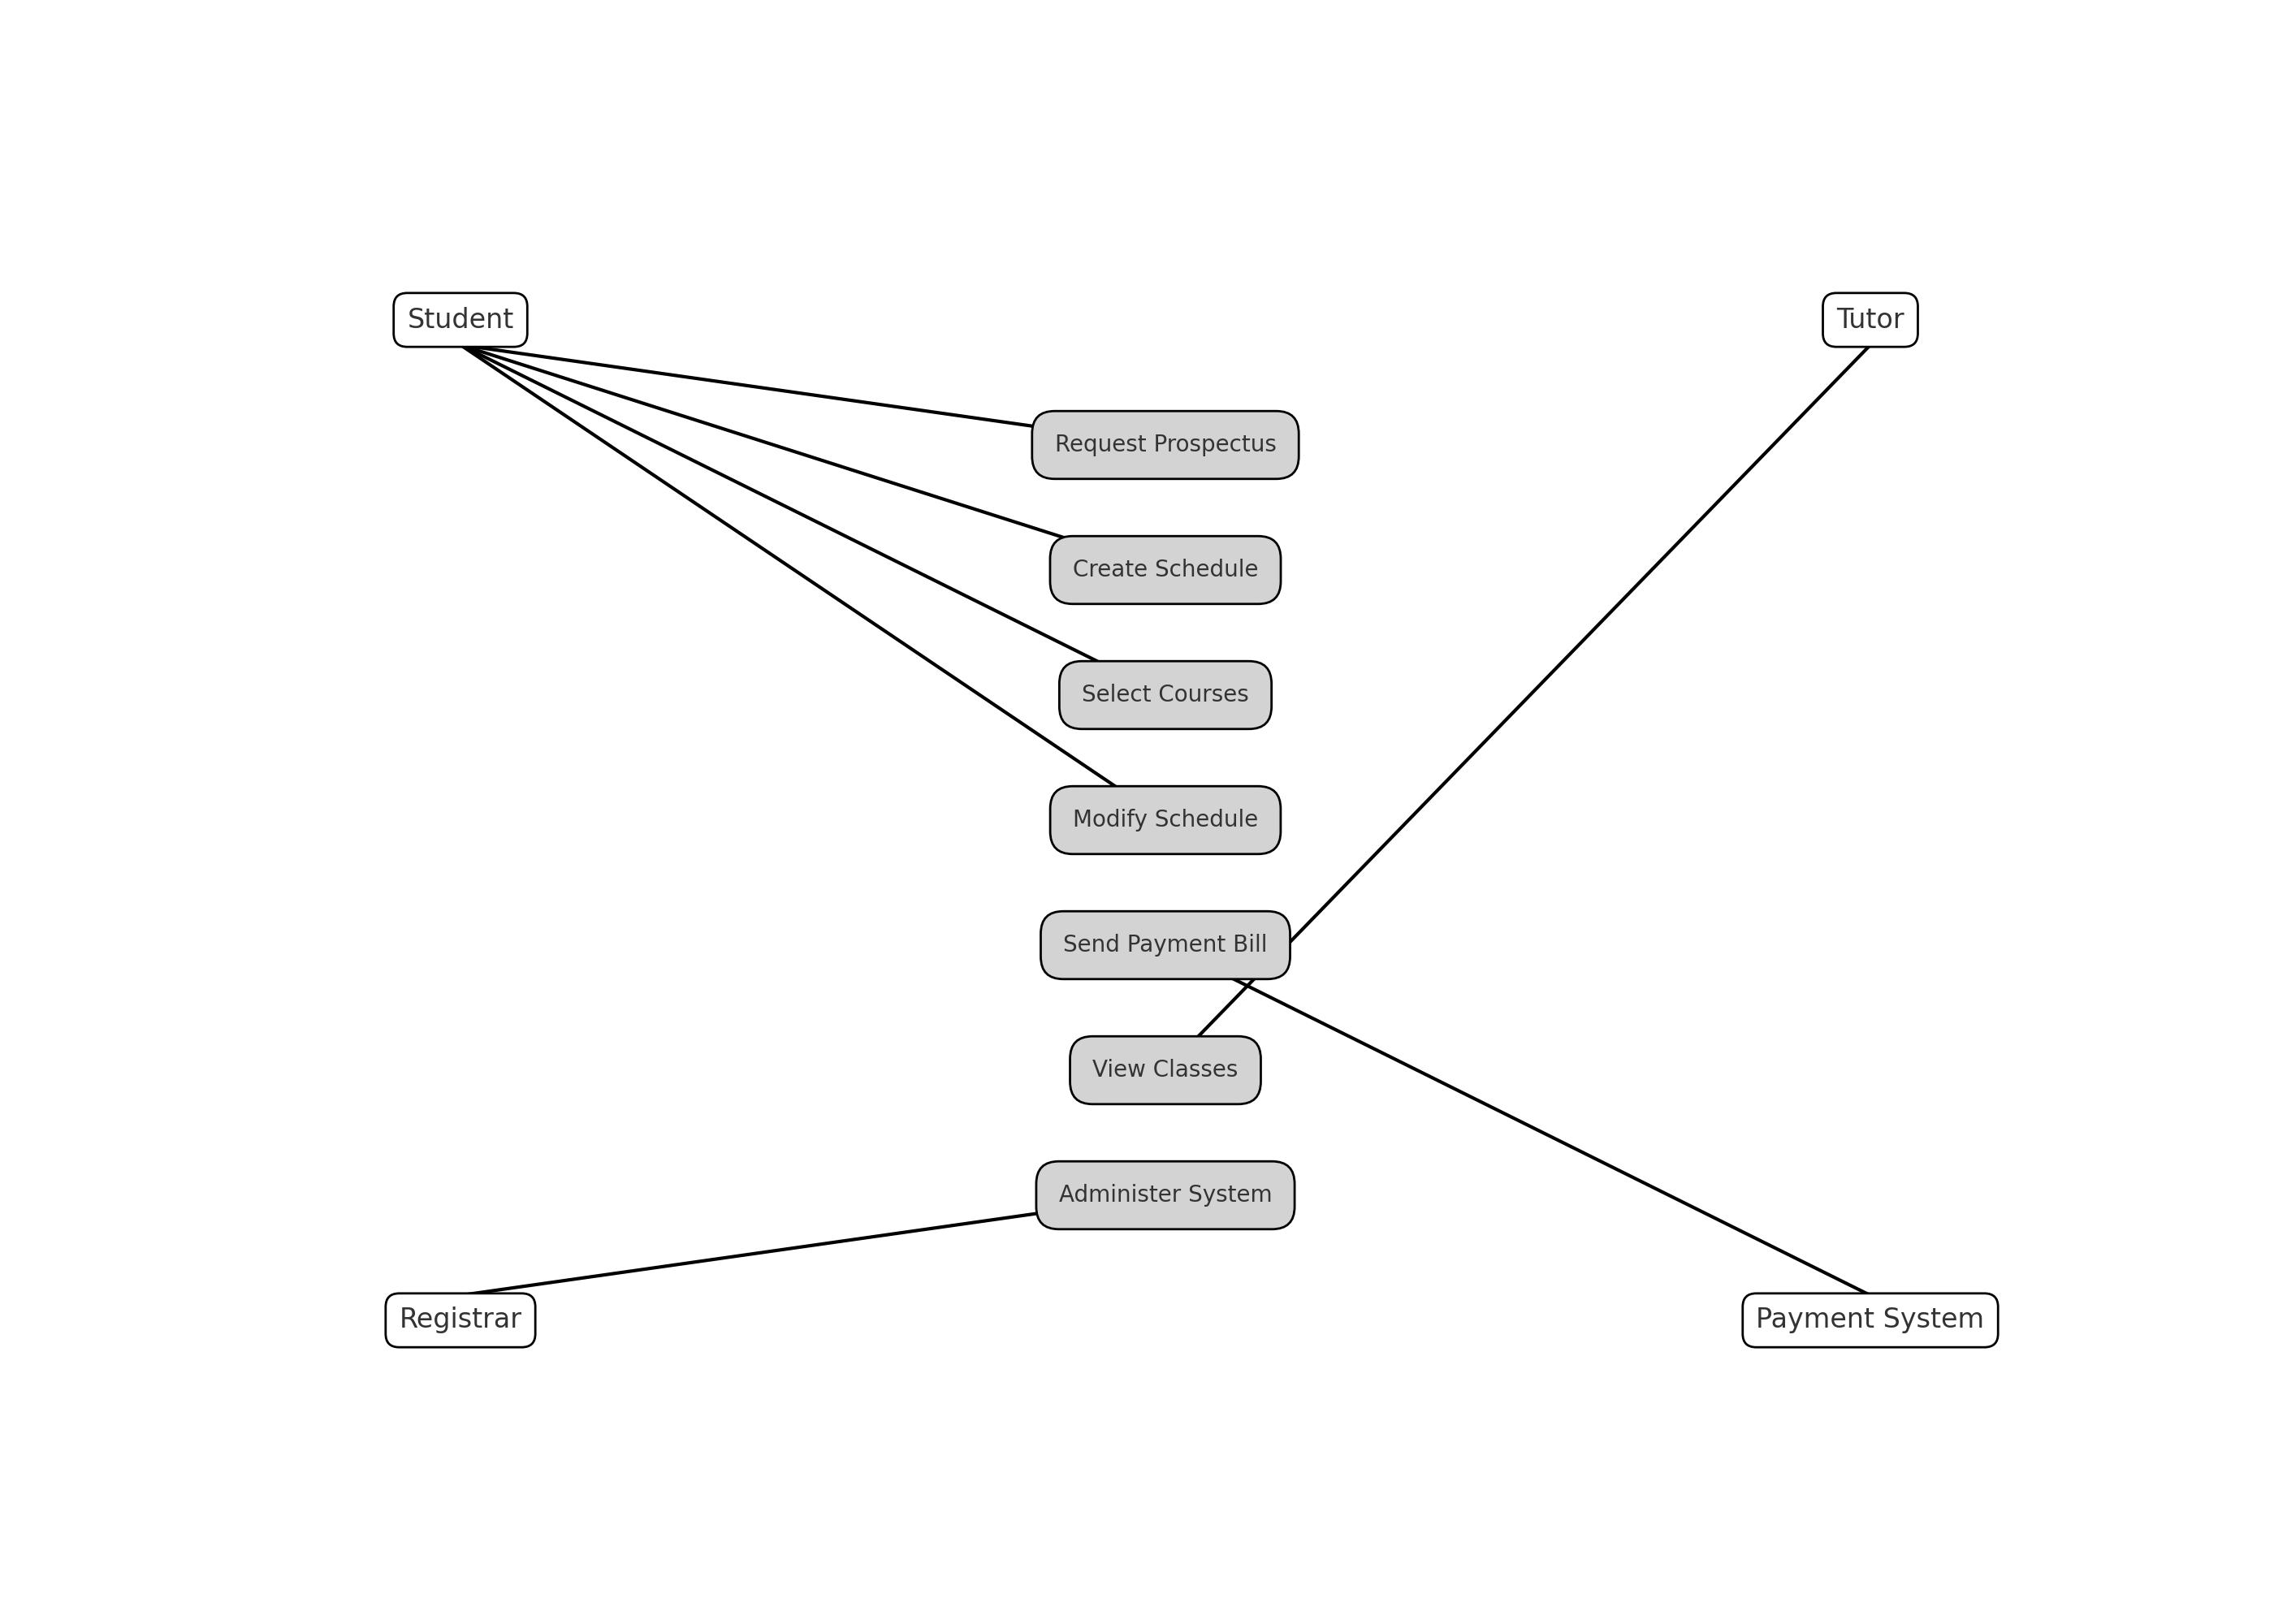 Student
Tutor
Request Prospectus
Create Schedule
Select Courses
Modify Schedule
Send Payment Bill
View Classes
Administer System
Registrar
Payment System